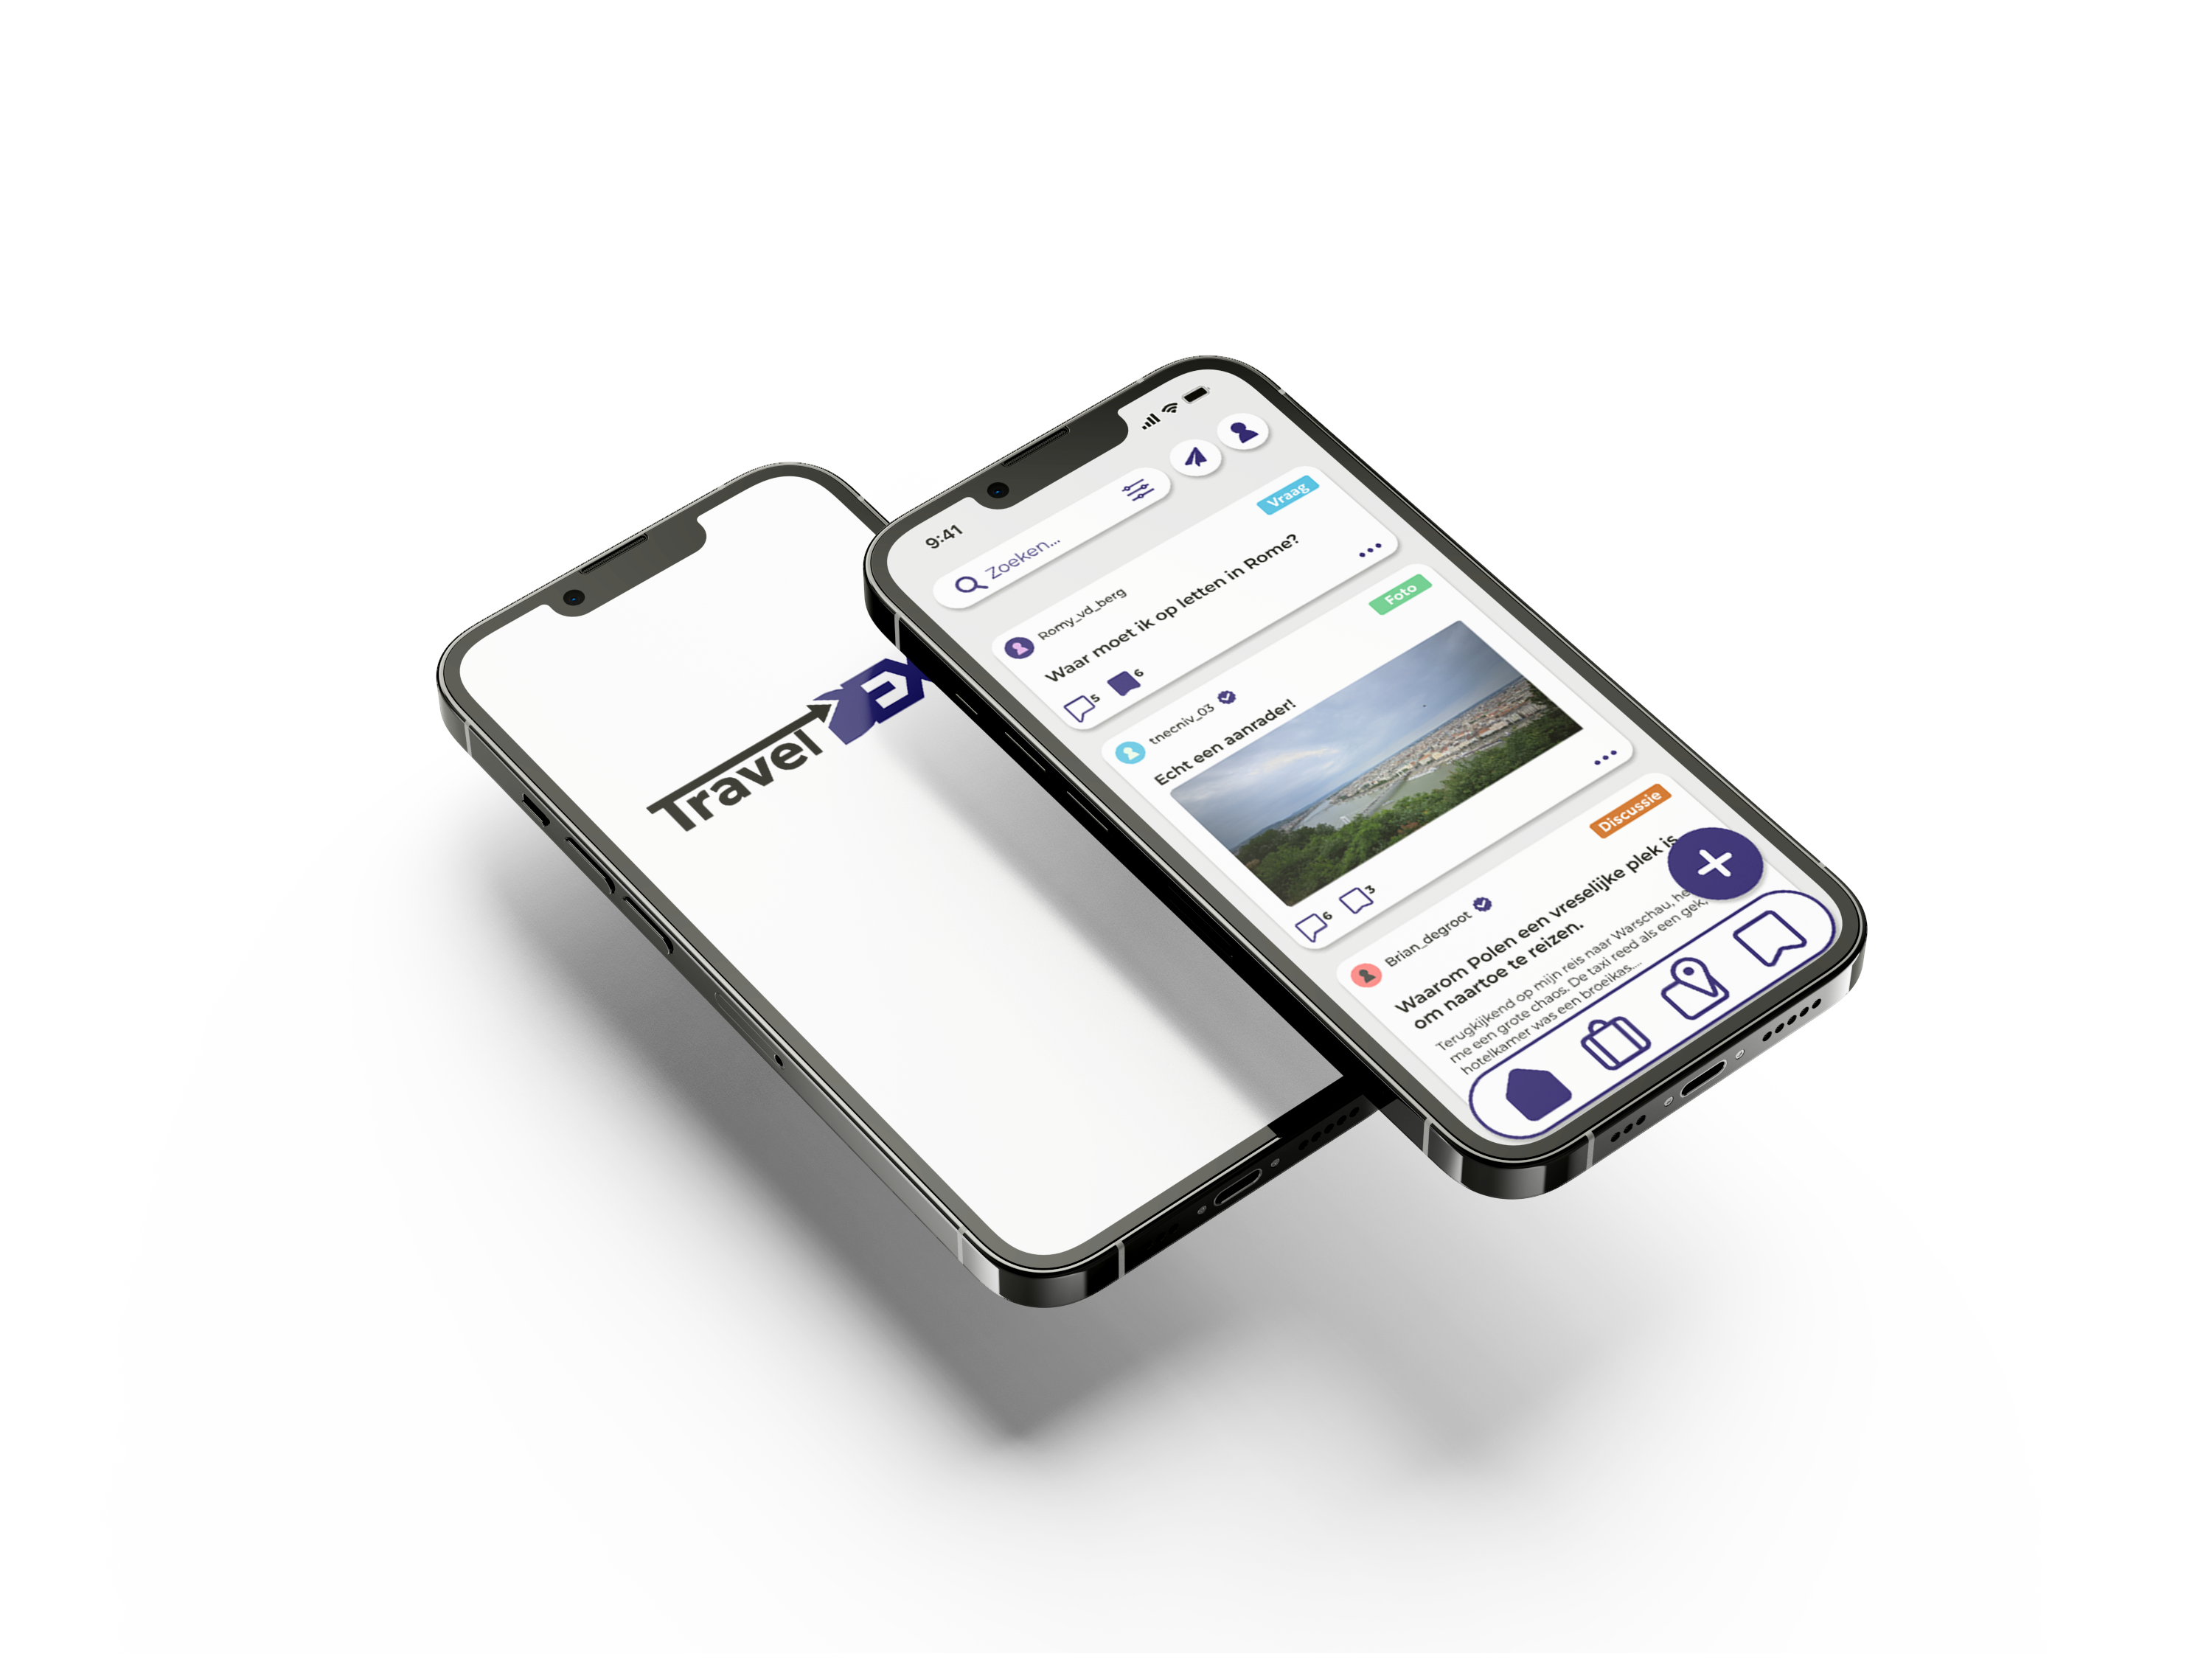 Travel
EX
9:41
Zoeken...
Romy_vd_berg
Vraag
Waar moet ik op letten in Rome?
5 6
tnecniv_03
Foto
Echt een aanrader!
6 3
Brian_degroot
Discussie
Waarom Polen een vreselijke plek is
om naartoe te reizen.
Terugkijkend op mijn reis naar Warschau, he
me een grote chaos. De taxi reed als een gek,
hotelkamer was een broeikas....